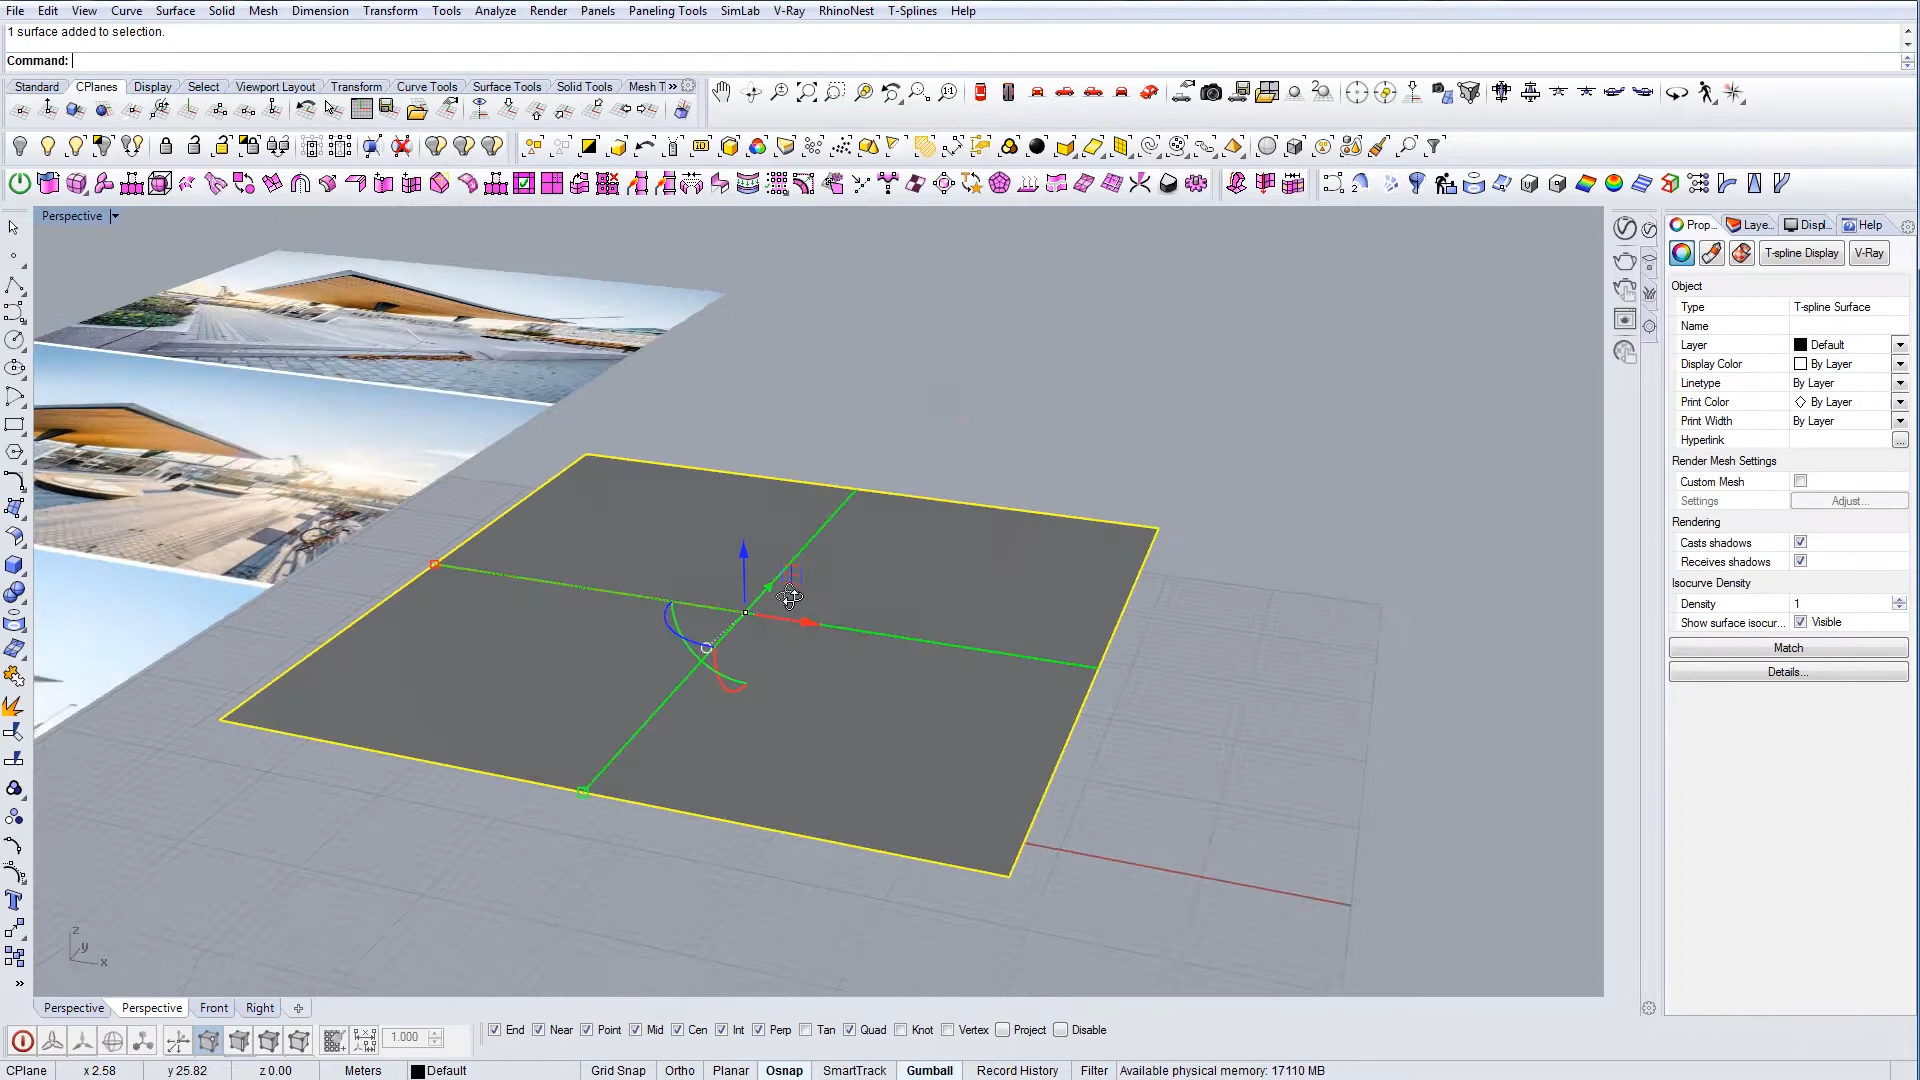 File Edit View Curve Surface Solid Mesh Dimension Transform Tools Analyze Render Panels Paneling Tools SimLab V-Ray RhinoNest T-Splines Help
1 surface added to selection.
Command:
Standard CPlanes Display Select Viewport Layout Transform Curve Tools Surface Tools Solid Tools Mesh T »
Perspective
Prop... Laye... Displ... Help
T-spline Display V-Ray
Object
Type T-spline Surface
Name
Layer Default
Display Color By Layer
Linetype By Layer
Print Color By Layer
Print Width By Layer
Hyperlink ...
Render Mesh Settings
Custom Mesh
Settings Adjust...
Rendering
Casts shadows
Receives shadows
Isocurve Density
Density 1
Show surface isocur... Visible
Match
Details...
z
y
x
»
Perspective Perspective Front Right
1.000
End Near Point Mid Cen Int Perp Tan Quad Knot Vertex Project Disable
CPlane x 2.58 y 25.82 z 0.00 Meters Default Grid Snap Ortho Planar Osnap SmartTrack Gumball Record History Filter Available physical memory: 17110 MB